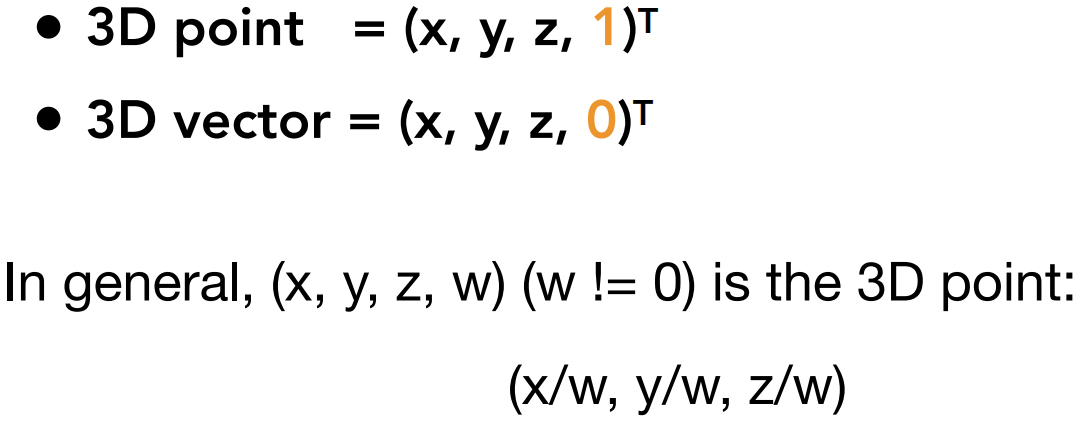 • 3D point = (x, y, z, 1)ᵀ
• 3D vector = (x, y, z, 0)ᵀ
In general, (x, y, z, w) (w != 0) is the 3D point:
(x/w, y/w, z/w)